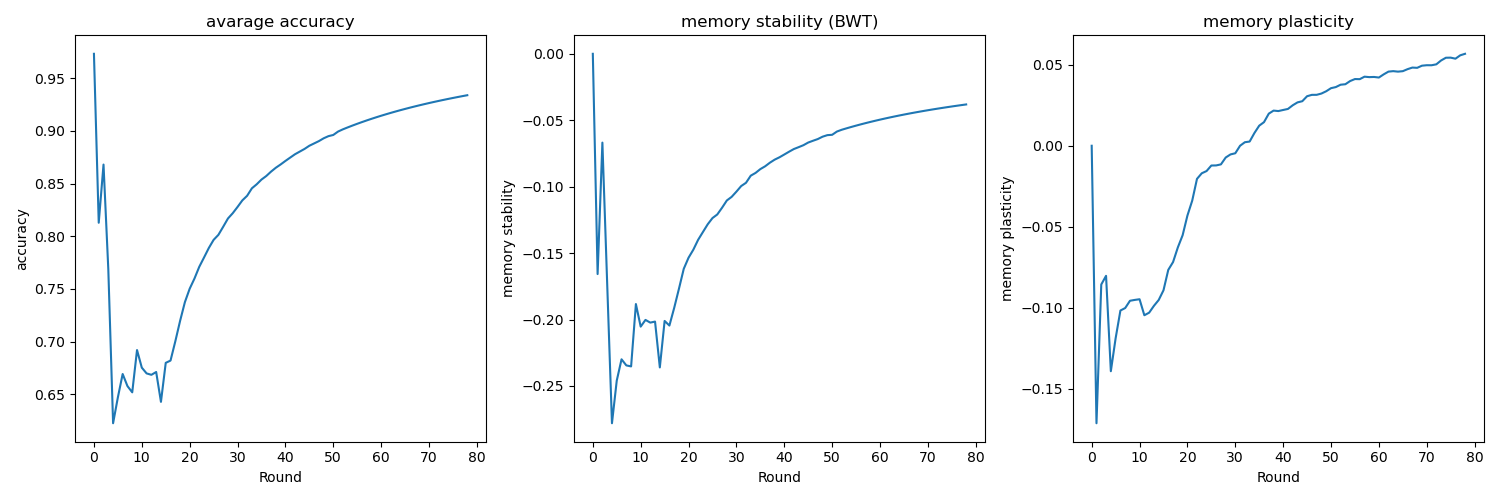 avarage accuracy
accuracy
0.95
0.90
0.85
0.80
0.75
0.70
0.65
0 10 20 30 40 50 60 70 80
Round
memory stability (BWT)
memory stability
0.00
−0.05
−0.10
−0.15
−0.20
−0.25
0 10 20 30 40 50 60 70 80
Round
memory plasticity
memory plasticity
0.05
0.00
−0.05
−0.10
−0.15
0 10 20 30 40 50 60 70 80
Round